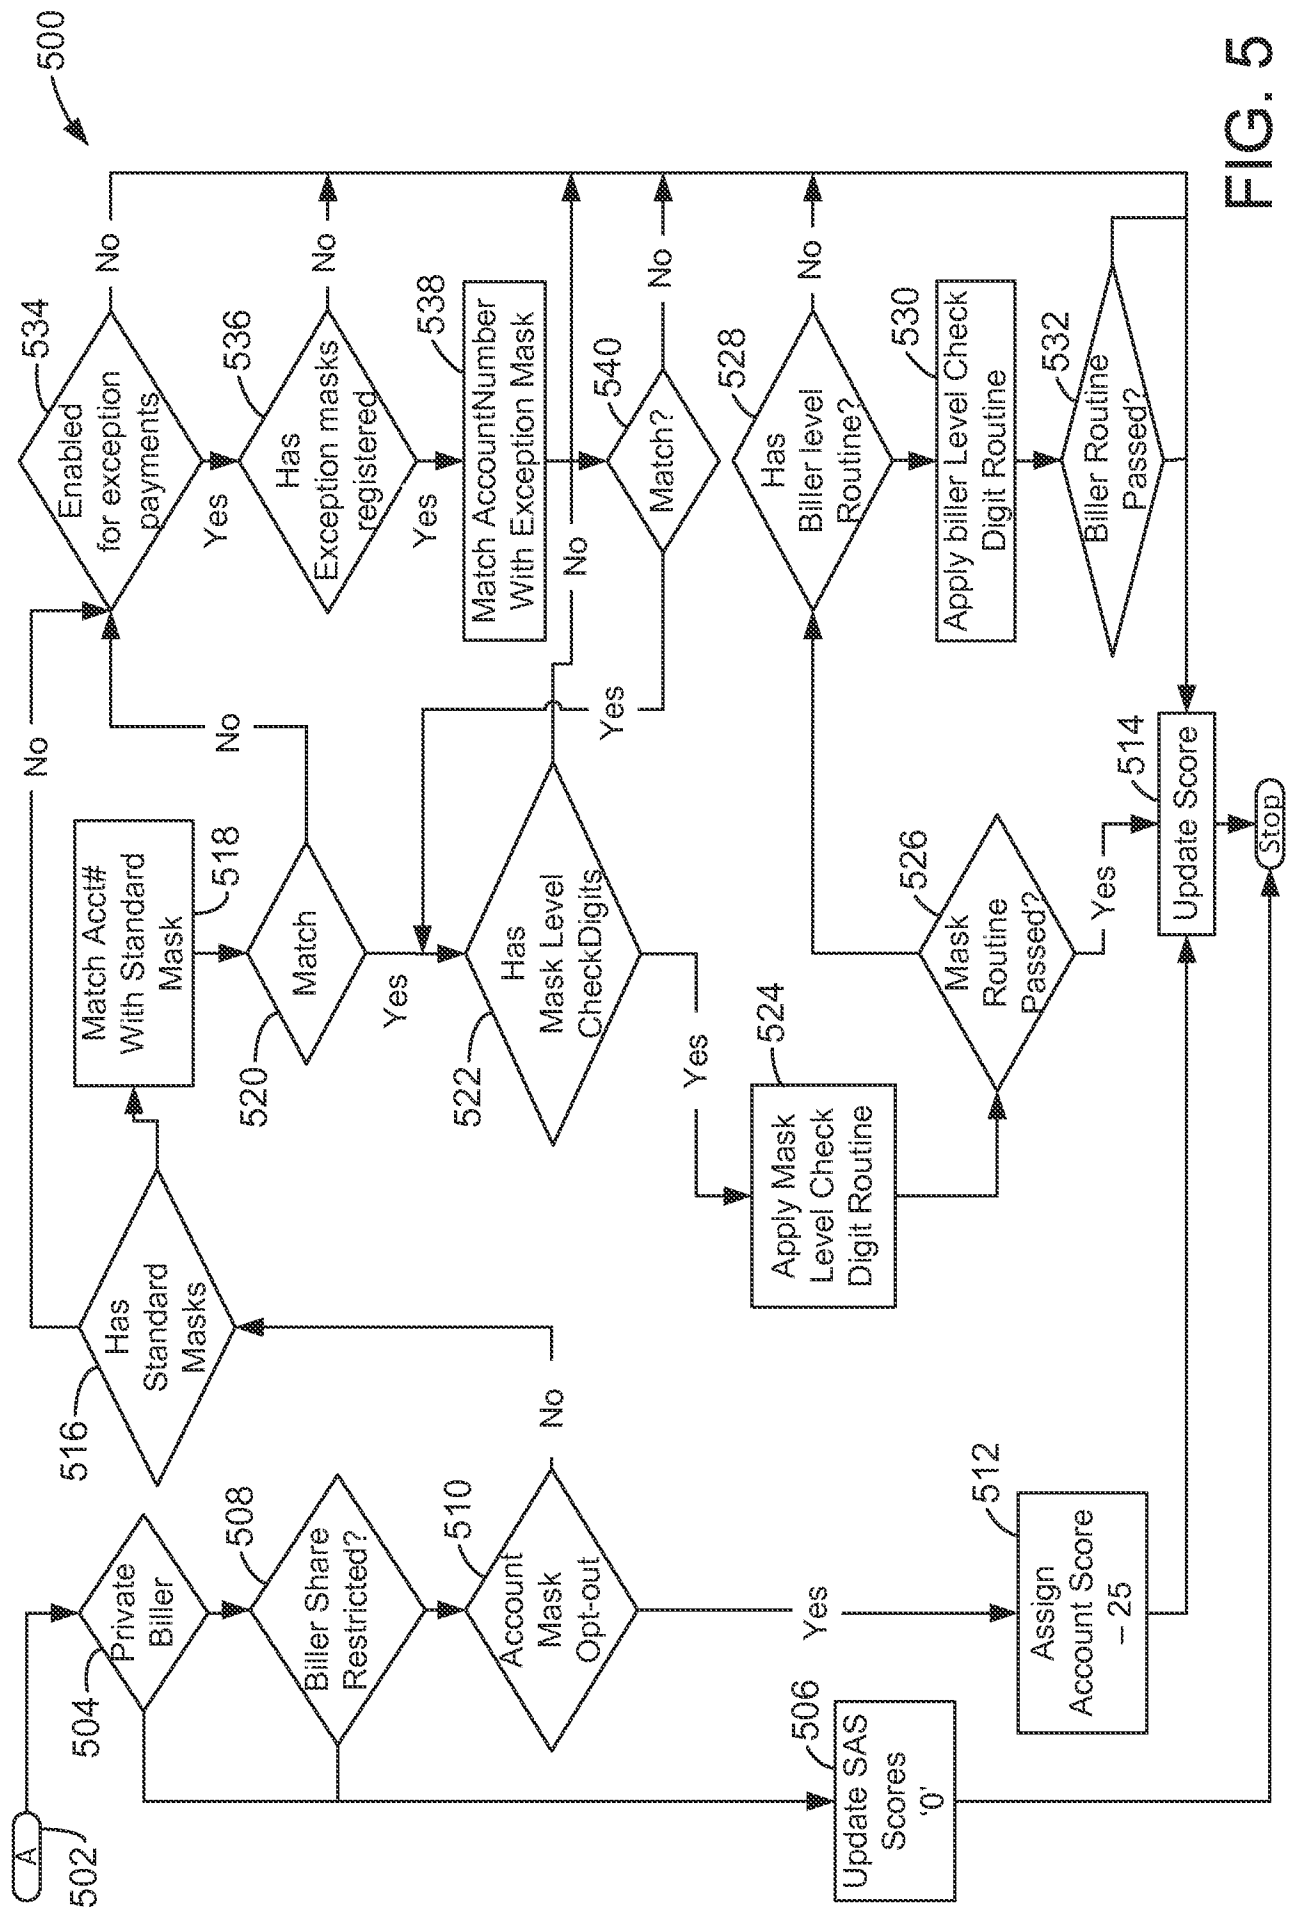 500
A
502
504
Private
Biller
508
Biller Share
Restricted?
510
Account
Mask
Opt-out
No
Yes
506
Update SAS
Scores
'0'
512
Assign
Account Score
– 25
516
Has
Standard
Masks
No
Match Acct#
With Standard
Mask
518
520
Match
No
Yes
522
Has
Mask Level
CheckDigits
No
Yes
524
Apply Mask
Level Check
Digit Routine
526
Mask
Routine
Passed?
Yes
534
Enabled
for exception
payments
No
Yes
536
Has
Exception masks
registered
No
Yes
538
Match AccountNumber
With Exception Mask
540
Match?
No
Yes
528
Has
Biller level
Routine?
No
530
Apply biller Level Check
Digit Routine
532
Biller Routine
Passed?
514
Update Score
Stop
FIG. 5